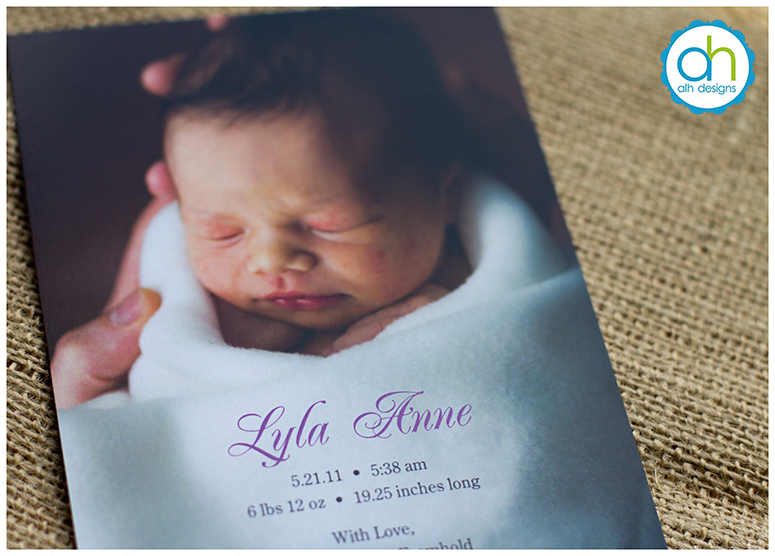 ah
alh designs
Lyla Anne
5.21.11 • 5:38 am
6 lbs 12 oz • 19.25 inches long
With Love,